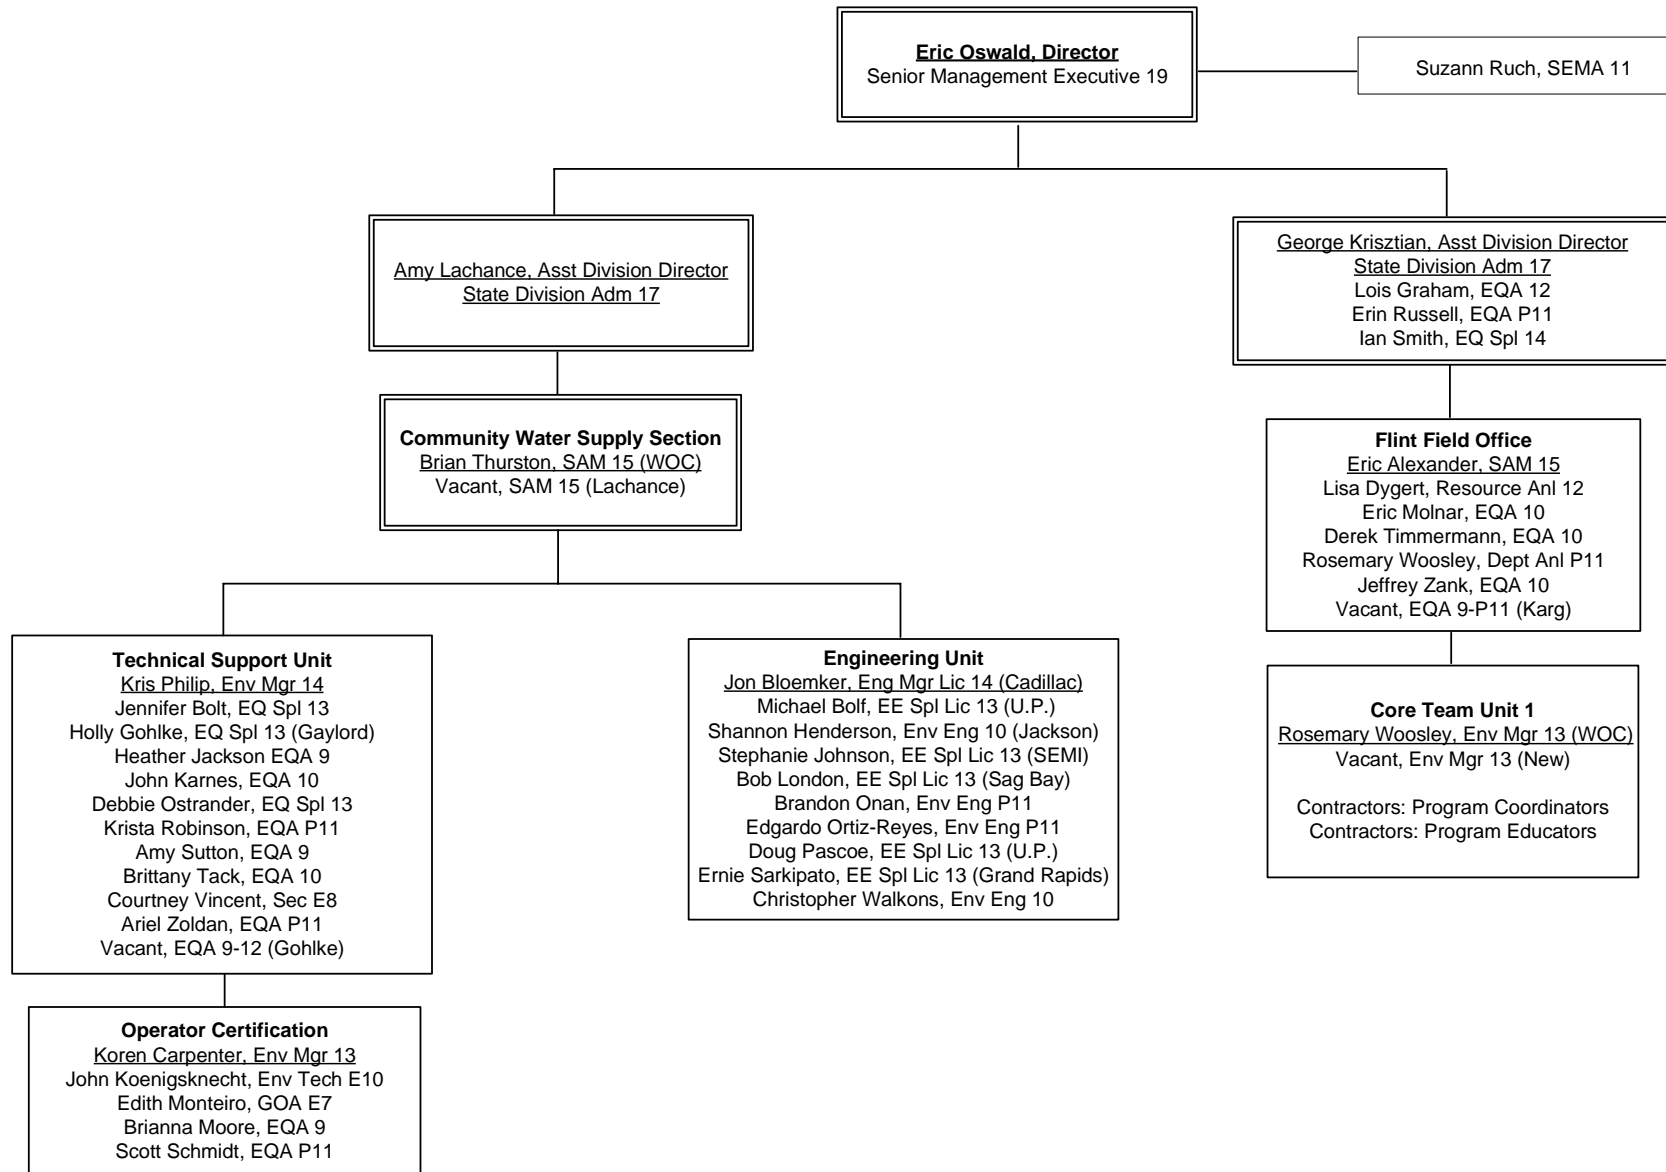 Eric Oswald, Director
Senior Management Executive 19
Suzann Ruch, SEMA 11
Amy Lachance, Asst Division Director
State Division Adm 17
George Krisztian, Asst Division Director
State Division Adm 17
Lois Graham, EQA 12
Erin Russell, EQA P11
Ian Smith, EQ Spl 14
Community Water Supply Section
Brian Thurston, SAM 15 (WOC)
Vacant, SAM 15 (Lachance)
Flint Field Office
Eric Alexander, SAM 15
Lisa Dygert, Resource Anl 12
Eric Molnar, EQA 10
Derek Timmermann, EQA 10
Rosemary Woosley, Dept Anl P11
Jeffrey Zank, EQA 10
Vacant, EQA 9-P11 (Karg)
Technical Support Unit
Kris Philip, Env Mgr 14
Jennifer Bolt, EQ Spl 13
Holly Gohlke, EQ Spl 13 (Gaylord)
Heather Jackson EQA 9
John Karnes, EQA 10
Debbie Ostrander, EQ Spl 13
Krista Robinson, EQA P11
Amy Sutton, EQA 9
Brittany Tack, EQA 10
Courtney Vincent, Sec E8
Ariel Zoldan, EQA P11
Vacant, EQA 9-12 (Gohlke)
Engineering Unit
Jon Bloemker, Eng Mgr Lic 14 (Cadillac)
Michael Bolf, EE Spl Lic 13 (U.P.)
Shannon Henderson, Env Eng 10 (Jackson)
Stephanie Johnson, EE Spl Lic 13 (SEMI)
Bob London, EE Spl Lic 13 (Sag Bay)
Brandon Onan, Env Eng P11
Edgardo Ortiz-Reyes, Env Eng P11
Doug Pascoe, EE Spl Lic 13 (U.P.)
Ernie Sarkipato, EE Spl Lic 13 (Grand Rapids)
Christopher Walkons, Env Eng 10
Core Team Unit 1
Rosemary Woosley, Env Mgr 13 (WOC)
Vacant, Env Mgr 13 (New)
Contractors: Program Coordinators
Contractors: Program Educators
Operator Certification
Koren Carpenter, Env Mgr 13
John Koenigsknecht, Env Tech E10
Edith Monteiro, GOA E7
Brianna Moore, EQA 9
Scott Schmidt, EQA P11